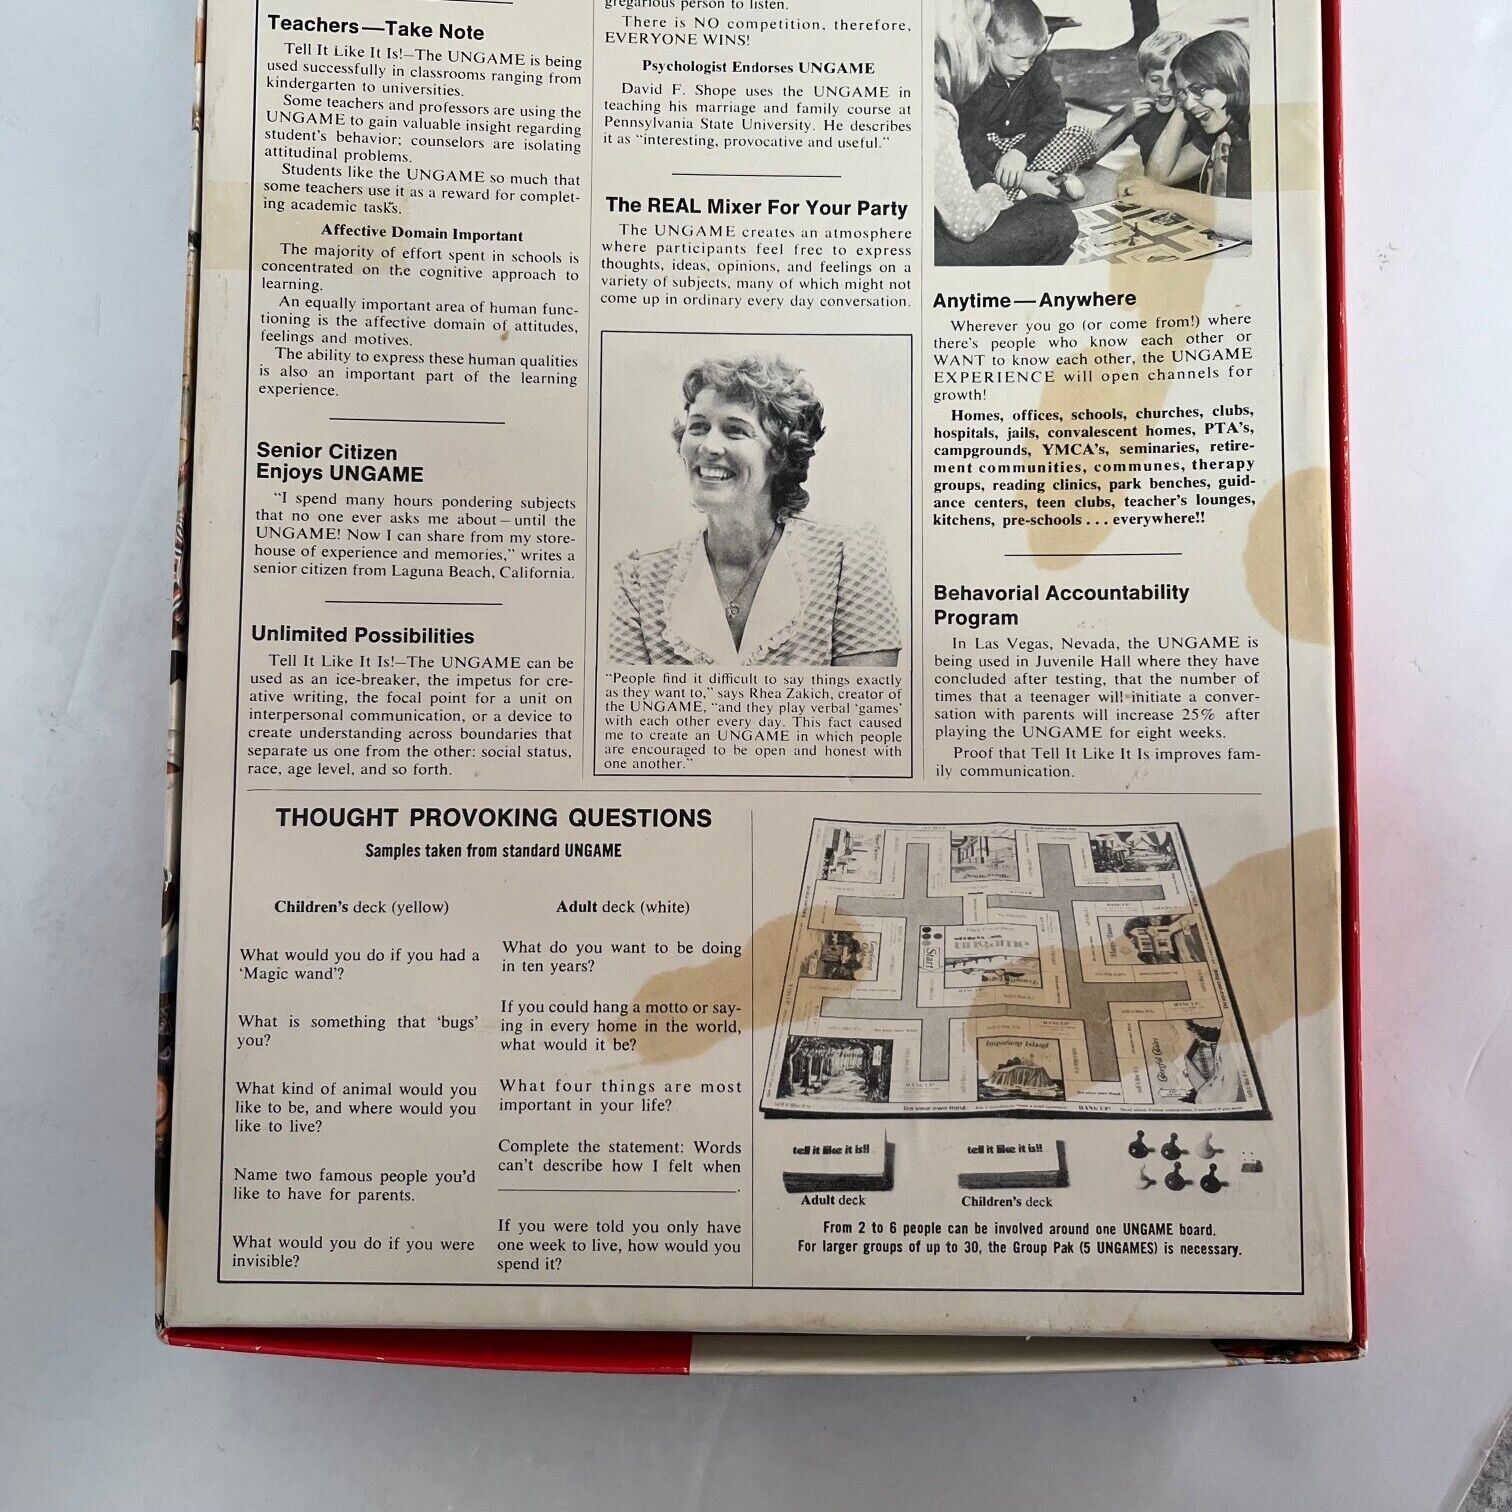 Teachers—Take Note
Tell It Like It Is!—The UNGAME is being
used successfully in classrooms ranging from
kindergarten to universities.
Some teachers and professors are using the
UNGAME to gain valuable insight regarding
student's behavior; counselors are isolating
attitudinal problems.
Students like the UNGAME so much that
some teachers use it as a reward for complet-
ing academic tasks.
Affective Domain Important
The majority of effort spent in schools is
concentrated on the cognitive approach to
learning.
An equally important area of human func-
tioning is the affective domain of attitudes,
feelings and motives.
The ability to express these human qualities
is also an important part of the learning
experience.
Senior Citizen
Enjoys UNGAME
"I spend many hours pondering subjects
that no one ever asks me about—until the
UNGAME! Now I can share from my store-
house of experience and memories," writes a
senior citizen from Laguna Beach, California.
Unlimited Possibilities
Tell It Like It Is!—The UNGAME can be
used as an ice-breaker, the impetus for cre-
ative writing, the focal point for a unit on
interpersonal communication, or a device to
create understanding across boundaries that
separate us one from the other: social status,
race, age level, and so forth.
gregarious person to listen.
There is NO competition, therefore,
EVERYONE WINS!
Psychologist Endorses UNGAME
David F. Shope uses the UNGAME in
teaching his marriage and family course at
Pennsylvania State University. He describes
it as "interesting, provocative and useful."
The REAL Mixer For Your Party
The UNGAME creates an atmosphere
where participants feel free to express
thoughts, ideas, opinions, and feelings on a
variety of subjects, many of which might not
come up in ordinary every day conversation.
"People find it difficult to say things exactly
as they want to," says Rhea Zakich, creator of
the UNGAME, "and they play verbal 'games'
with each other every day. This fact caused
me to create an UNGAME in which people
are encouraged to be open and honest with
one another."
Anytime—Anywhere
Wherever you go (or come from!) where
there's people who know each other or
WANT to know each other, the UNGAME
EXPERIENCE will open channels for
growth!
Homes, offices, schools, churches, clubs,
hospitals, jails, convalescent homes, PTA's,
campgrounds, YMCA's, seminaries, retire-
ment communities, communes, therapy
groups, reading clinics, park benches, guid-
ance centers, teen clubs, teacher's lounges,
kitchens, pre-schools . . . everywhere!!
Behavorial Accountability
Program
In Las Vegas, Nevada, the UNGAME is
being used in Juvenile Hall where they have
concluded after testing, that the number of
times that a teenager will initiate a conver-
sation with parents will increase 25% after
playing the UNGAME for eight weeks.
Proof that Tell It Like It Is improves fam-
ily communication.
THOUGHT PROVOKING QUESTIONS
Samples taken from standard UNGAME
Children's deck (yellow)
What would you do if you had a
'Magic wand'?
What is something that 'bugs'
you?
What kind of animal would you
like to be, and where would you
like to live?
Name two famous people you'd
like to have for parents.
What would you do if you were
invisible?
Adult deck (white)
What do you want to be doing
in ten years?
If you could hang a motto or say-
ing in every home in the world,
what would it be?
What four things are most
important in your life?
Complete the statement: Words
can't describe how I felt when
If you were told you only have
one week to live, how would you
spend it?
Start
ungame
Impatient Island
Do your own thing
HANG UP!
tell it like it is!!
Adult deck
tell it like it is!!
Children's deck
From 2 to 6 people can be involved around one UNGAME board.
For larger groups of up to 30, the Group Pak (5 UNGAMES) is necessary.